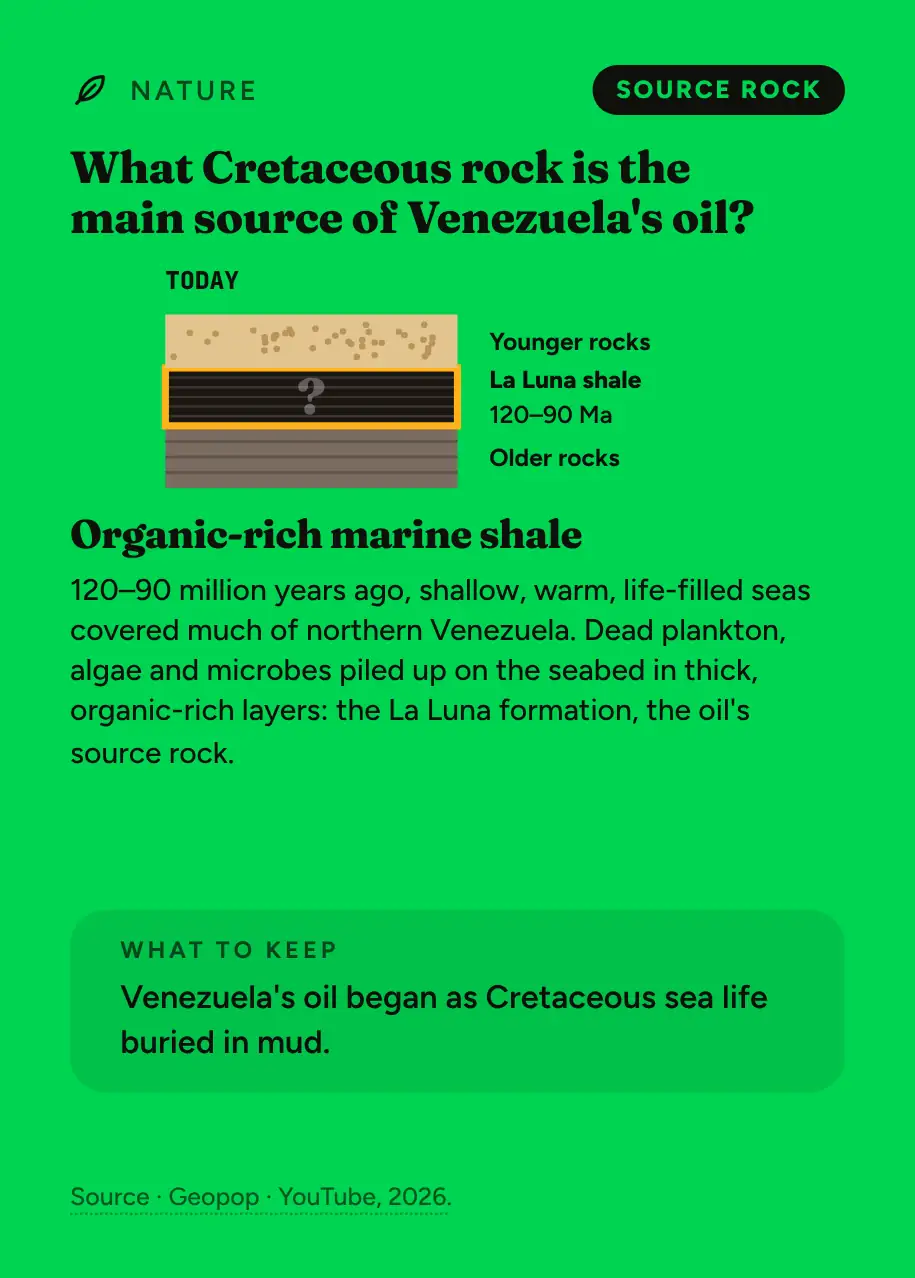 NATURE
SOURCE ROCK
What Cretaceous rock is the
main source of Venezuela's oil?
TODAY
?
Younger rocks
La Luna shale
120–90 Ma
Older rocks
Organic-rich marine shale
120–90 million years ago, shallow, warm, life-filled seas
covered much of northern Venezuela. Dead plankton,
algae and microbes piled up on the seabed in thick,
organic-rich layers: the La Luna formation, the oil's
source rock.
WHAT TO KEEP
Venezuela's oil began as Cretaceous sea life
buried in mud.
Source · Geopop · YouTube, 2026.